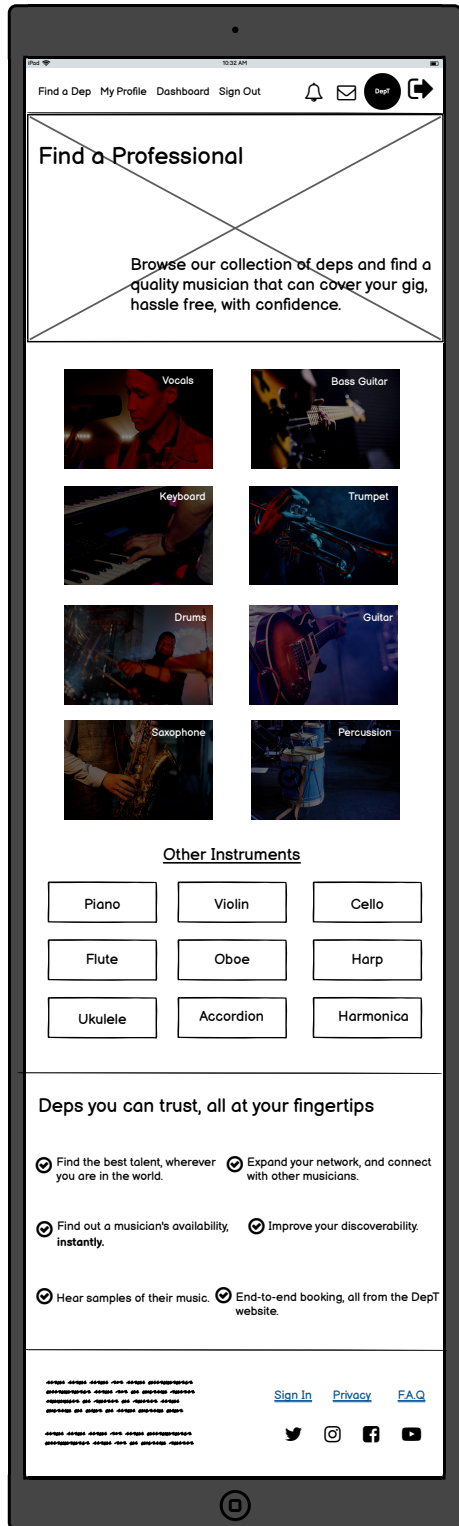 iPod 10:32 AM
Find a Dep My Profile Dashboard Sign Out DepT
Find a Professional
Browse our collection of deps and find a
quality musician that can cover your gig,
hassle free, with confidence.
Vocals
Bass Guitar
Keyboard
Trumpet
Drums
Guitar
Saxophone
Percussion
Other Instruments
Piano
Violin
Cello
Flute
Oboe
Harp
Ukulele
Accordion
Harmonica
Deps you can trust, all at your fingertips
Find the best talent, wherever
you are in the world.
Expand your network, and connect
with other musicians.
Find out a musician's availability,
instantly.
Improve your discoverability.
Hear samples of their music.
End-to-end booking, all from the DepT
website.
Sign In Privacy F.A.Q